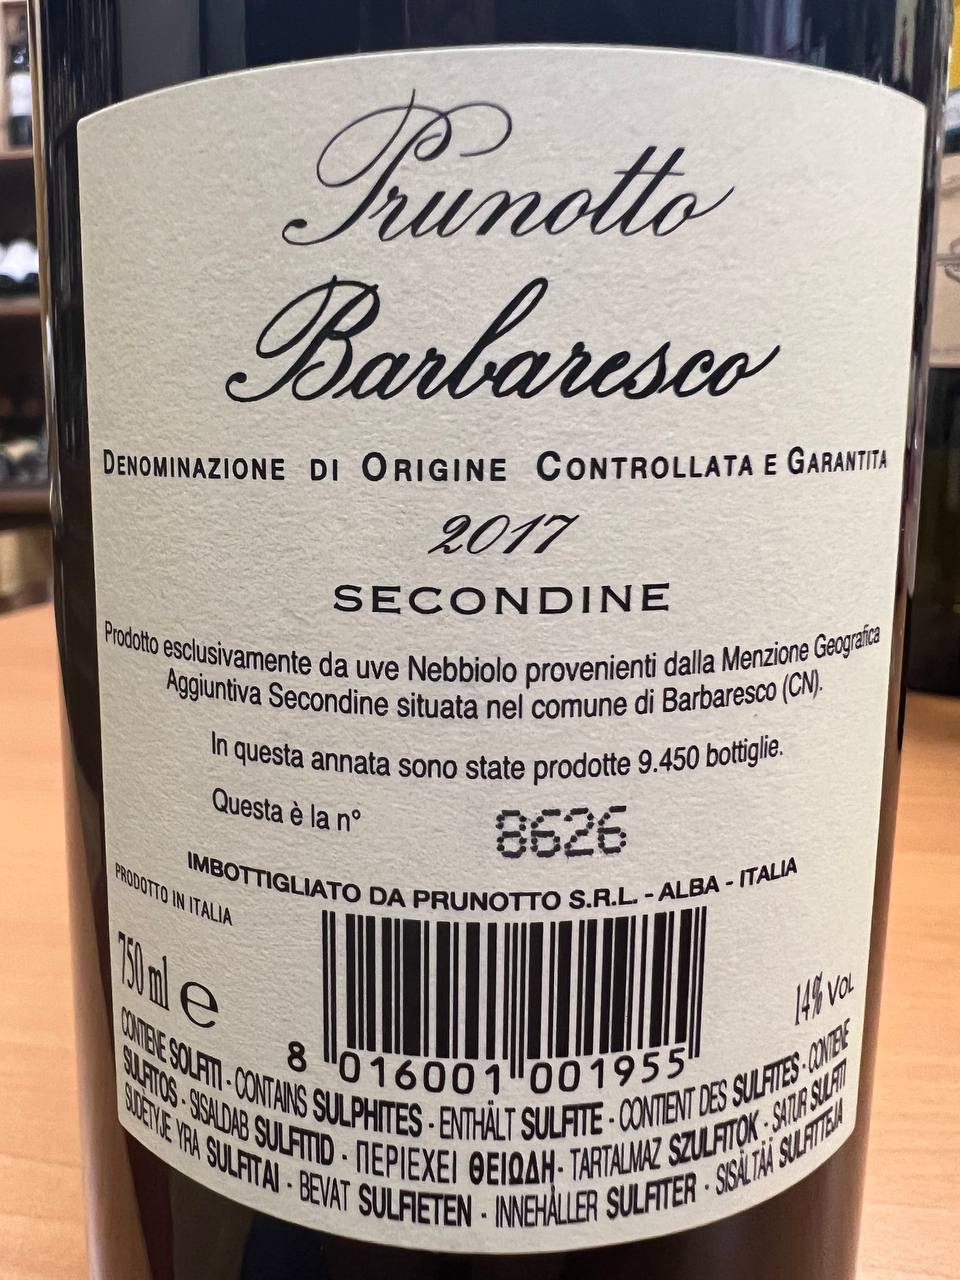 Prunotto
Barbaresco
DENOMINAZIONE DI ORIGINE CONTROLLATA E GARANTITA
2017
SECONDINE
Prodotto esclusivamente da uve Nebbiolo provenienti dalla Menzione Geografica
Aggiuntiva Secondine situata nel comune di Barbaresco (CN).
In questa annata sono state prodotte 9.450 bottiglie.
Questa è la n° 8626
IMBOTTIGLIATO DA PRUNOTTO S.R.L. - ALBA - ITALIA
PRODOTTO IN ITALIA
750 ml e
14% VOL
8 016001 001955
CONTIENE SOLFITI - CONTAINS SULPHITES - ENTHÄLT SULFITE - CONTIENT DES SULFITES - CONTIENE
SULFITOS - SISALDAB SULFITID - ΠΕΡΙΕΧΕΙ ΘΕΙΩΔΗ - TARTALMAZ SZULFITOK - SATUR SULFITI
SUDETYJE YRA SULFITAI - BEVAT SULFIETEN - INNEHÅLLER SULFITER - SISÄLTÄÄ SULFITTEJA